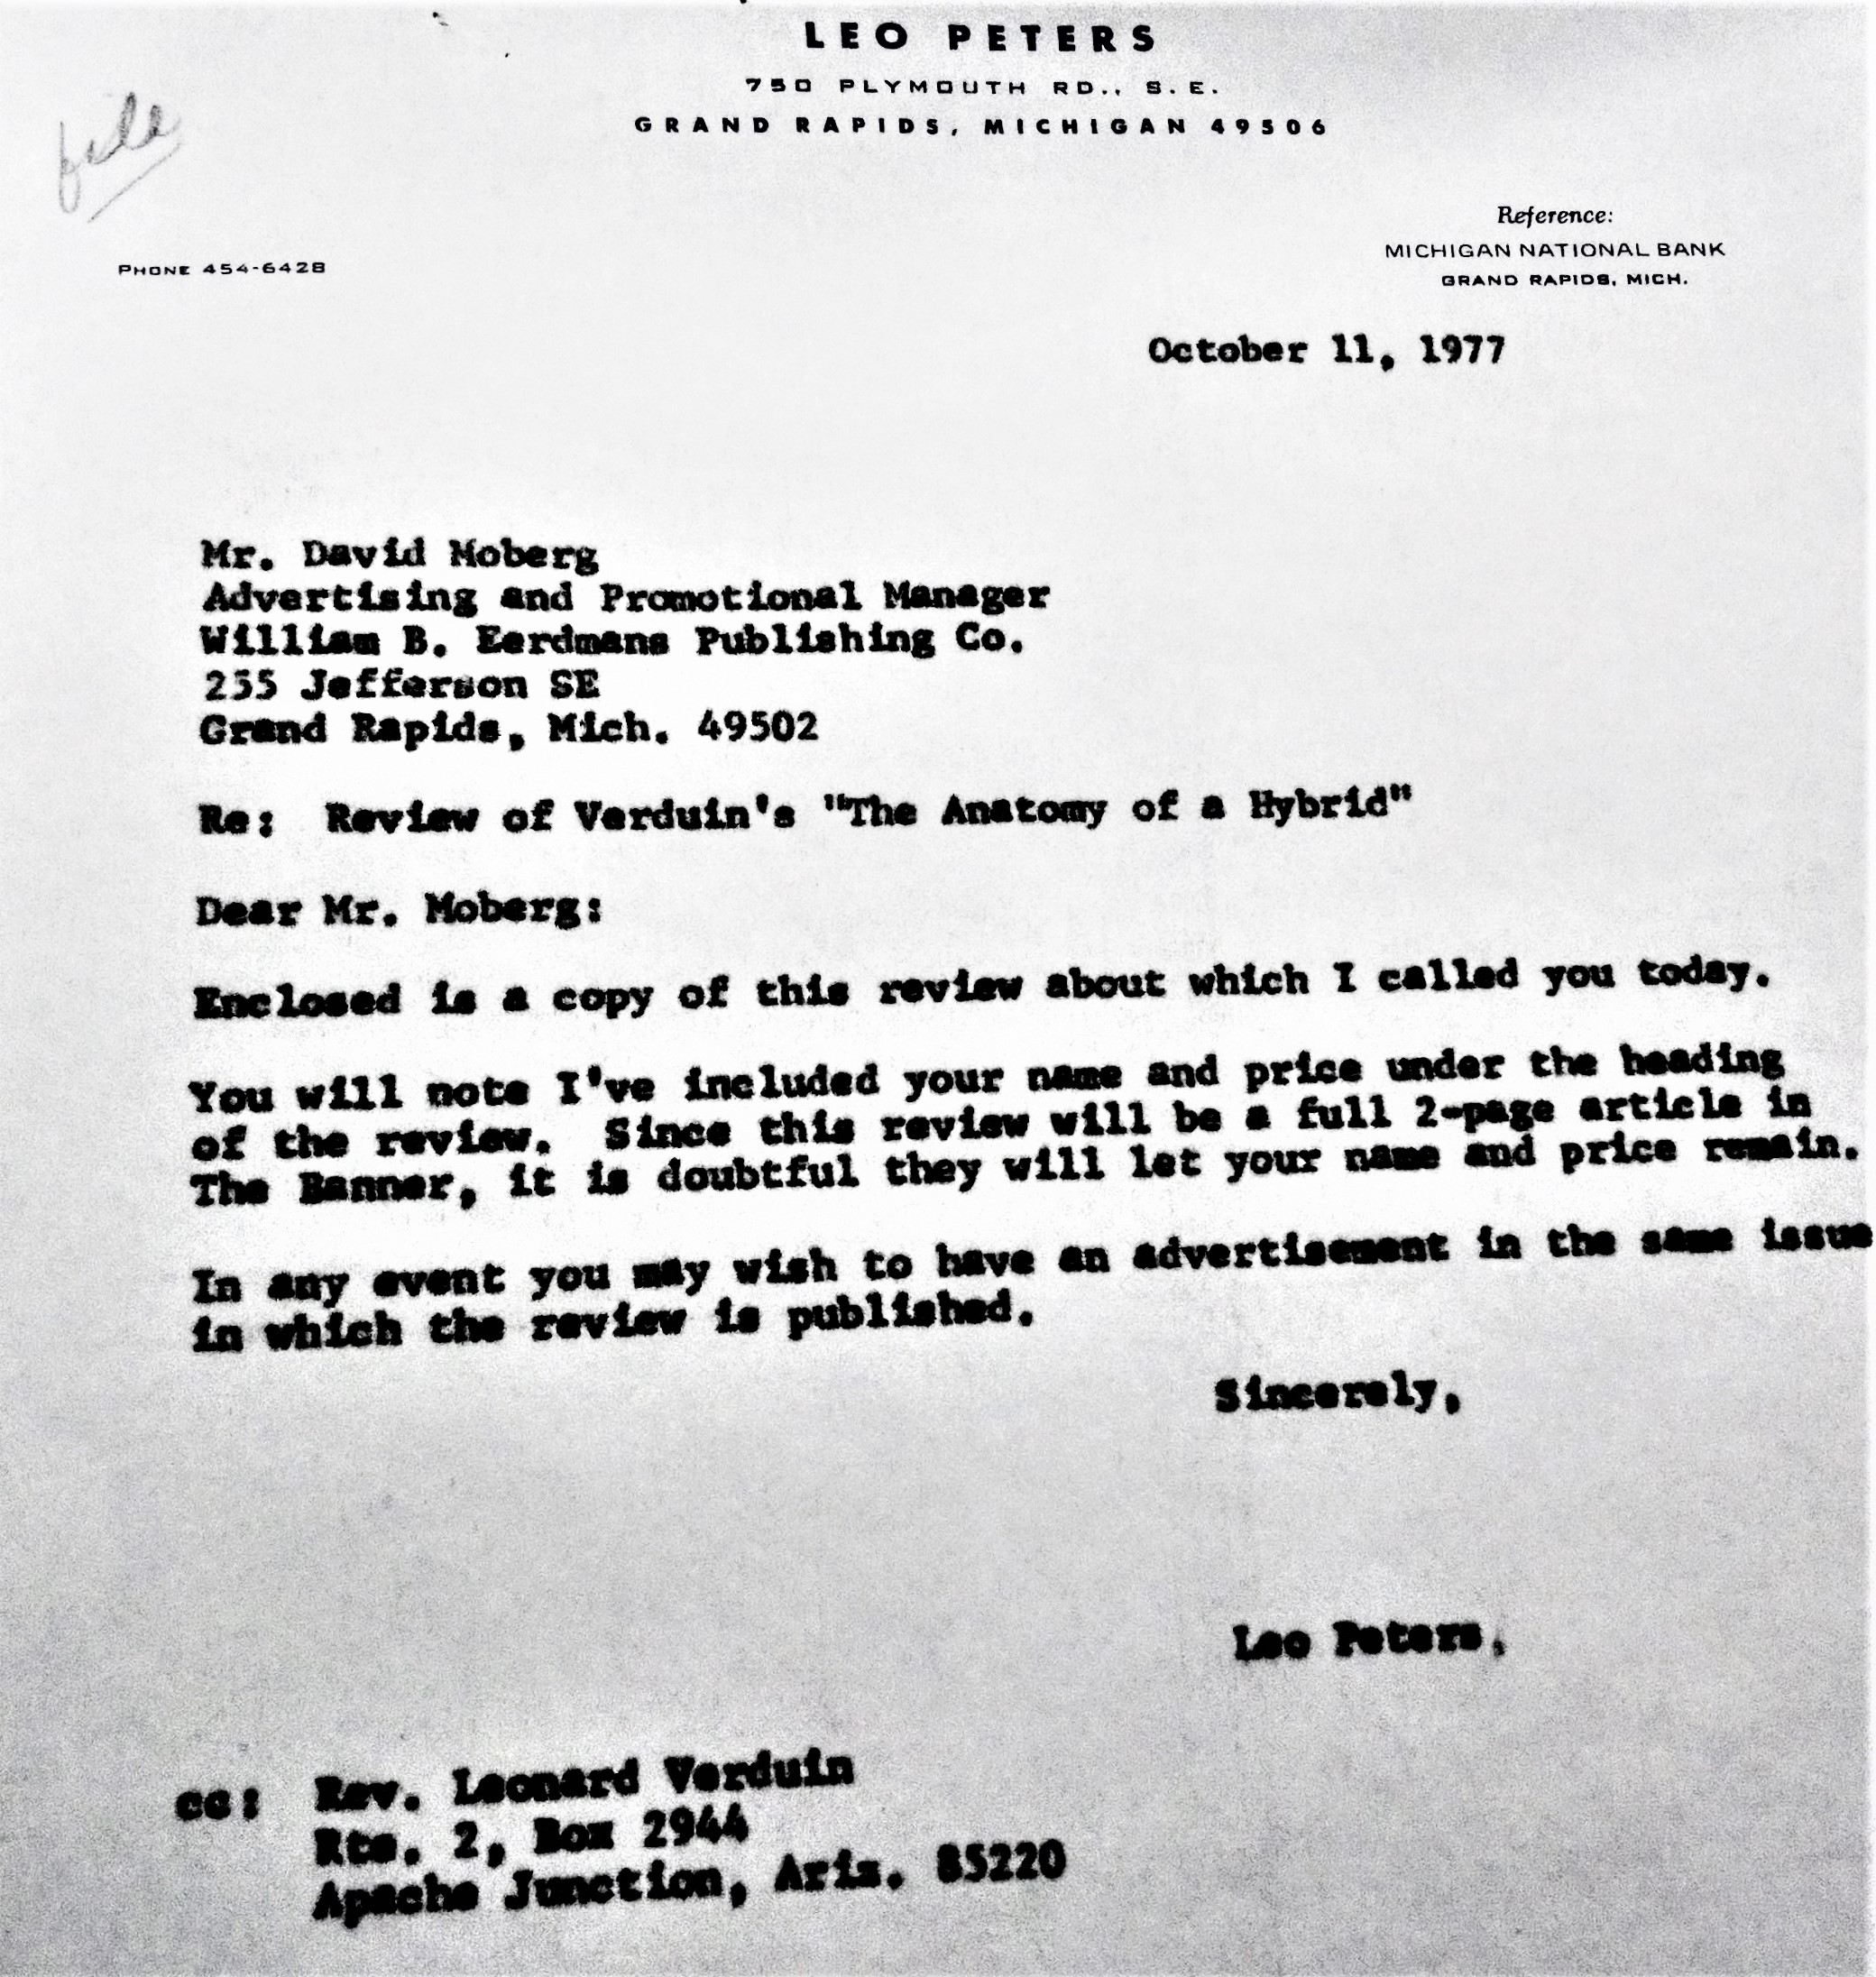 LEO PETERS
750 PLYMOUTH RD., S.E.
GRAND RAPIDS, MICHIGAN 49506
file
PHONE 454-6428
Reference:
MICHIGAN NATIONAL BANK
GRAND RAPIDS, MICH.
October 11, 1977
Mr. David Moberg
Advertising and Promotional Manager
William B. Eerdmans Publishing Co.
255 Jefferson SE
Grand Rapids, Mich. 49502
Re: Review of Verduin's "The Anatomy of a Hybrid"
Dear Mr. Moberg:
Enclosed is a copy of this review about which I called you today.
You will note I've included your name and price under the heading
of the review. Since this review will be a full 2-page article in
The Banner, it is doubtful they will let your name and price remain.
In any event you may wish to have an advertisement in the same issue
in which the review is published.
Sincerely,
Leo Peters.
cc: Rev. Leonard Verduin
Rte. 2, Box 2944
Apache Junction, Ariz. 85220